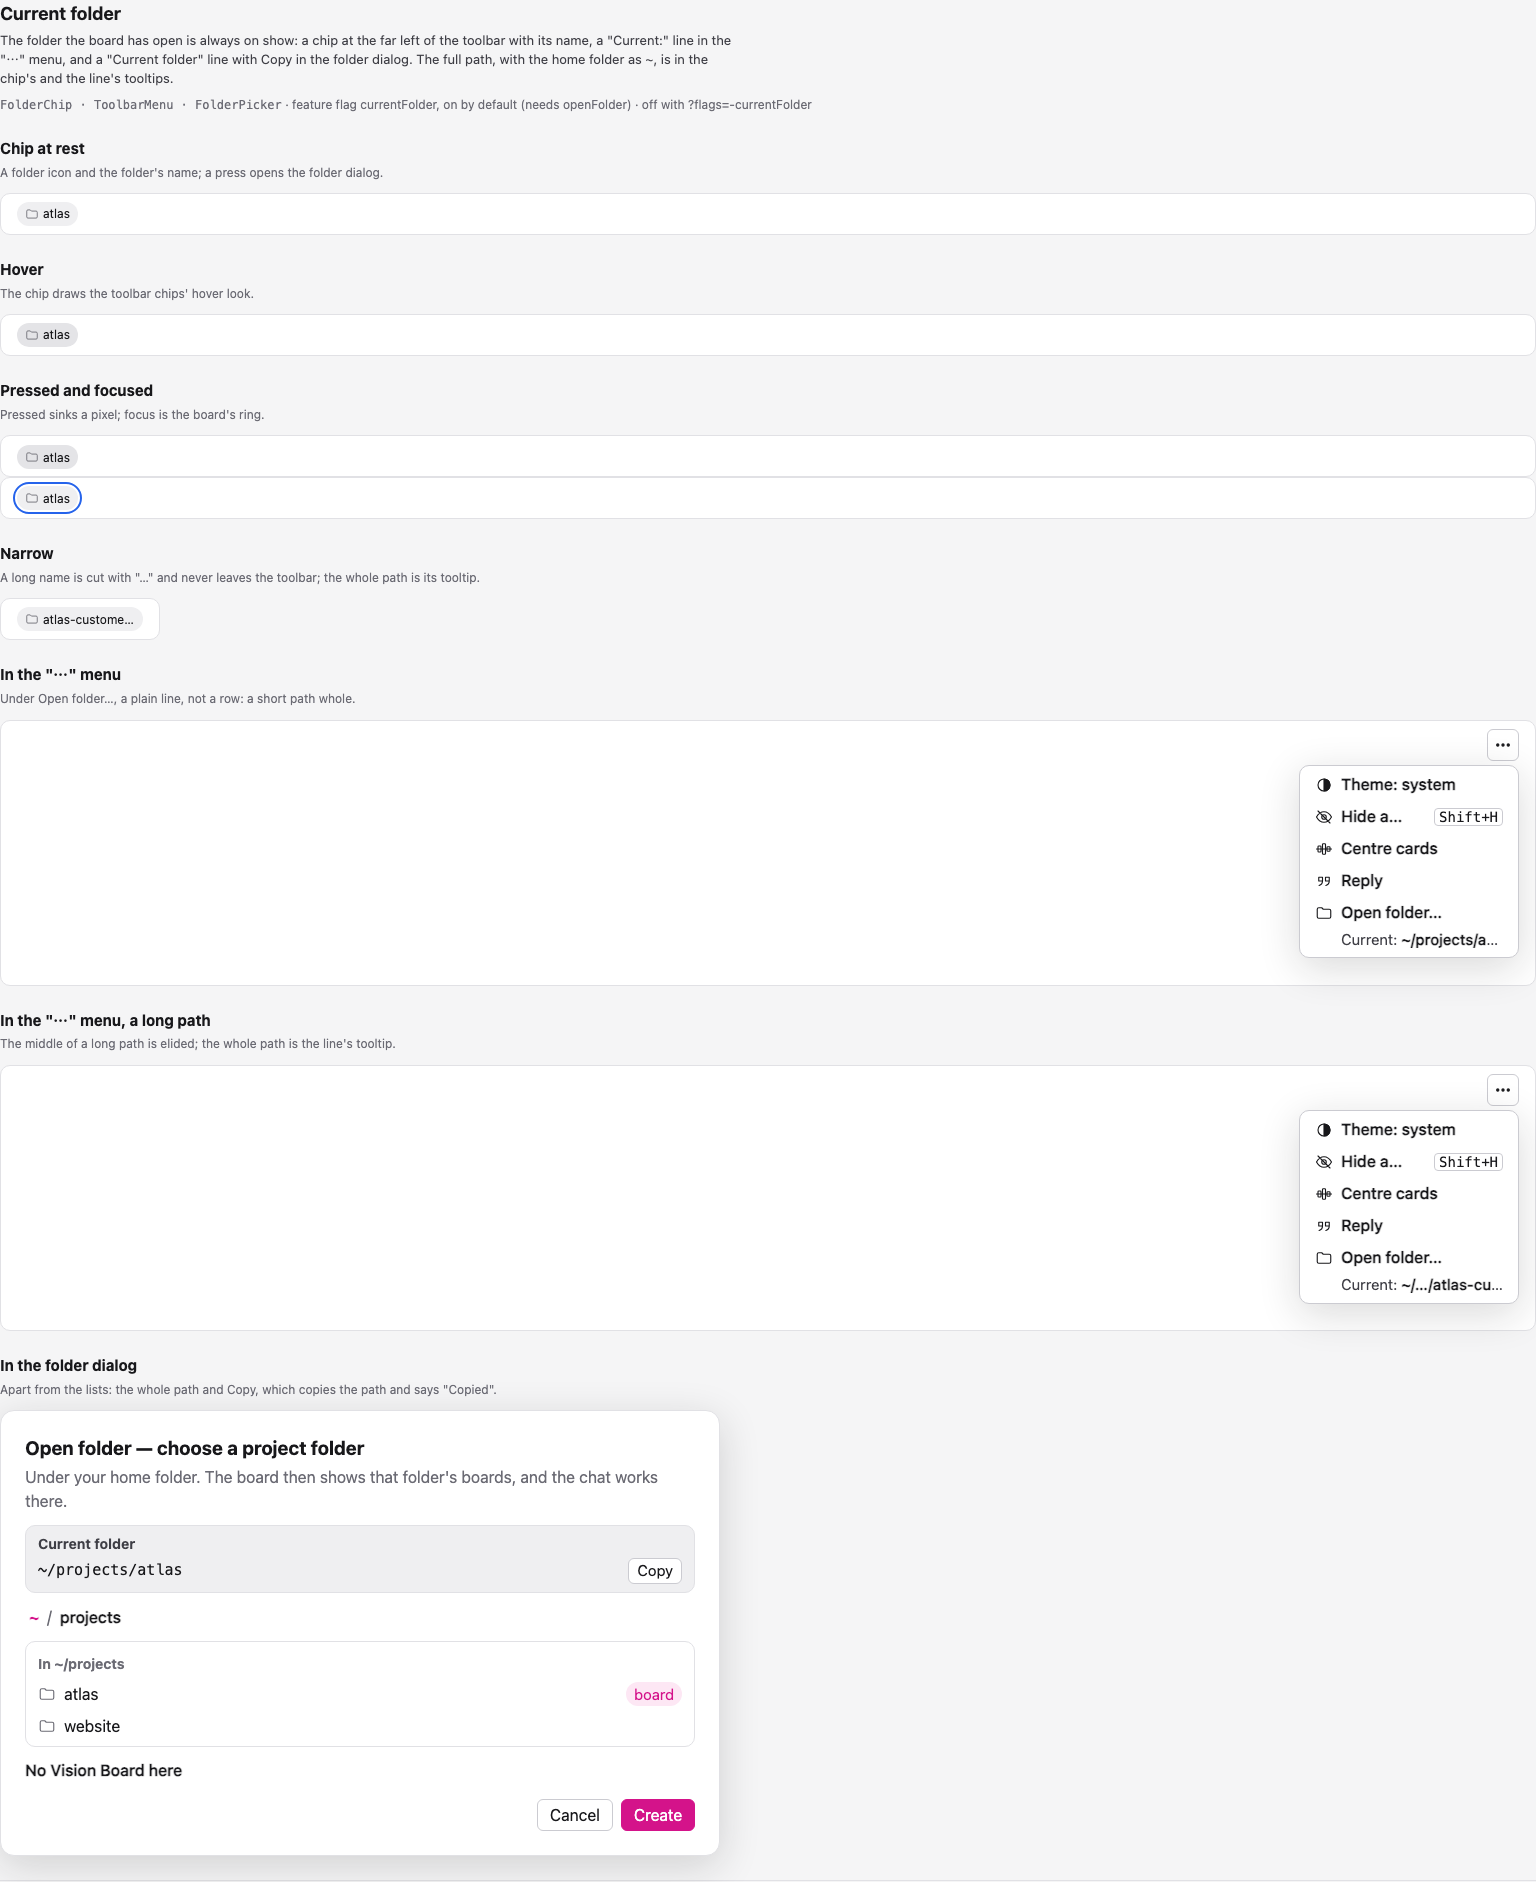 Current folder
The folder the board has open is always on show: a chip at the far left of the toolbar with its name, a "Current:" line in the
"···" menu, and a "Current folder" line with Copy in the folder dialog. The full path, with the home folder as ~, is in the
chip's and the line's tooltips.
FolderChip · ToolbarMenu · FolderPicker · feature flag currentFolder, on by default (needs openFolder) · off with ?flags=-currentFolder
Chip at rest
A folder icon and the folder's name; a press opens the folder dialog.
atlas
Hover
The chip draws the toolbar chips' hover look.
atlas
Pressed and focused
Pressed sinks a pixel; focus is the board's ring.
atlas
atlas
Narrow
A long name is cut with "…" and never leaves the toolbar; the whole path is its tooltip.
atlas-custome…
In the "···" menu
Under Open folder…, a plain line, not a row: a short path whole.
Theme: system
Hide a… Shift+H
Centre cards
Reply
Open folder…
Current: ~/projects/a…
In the "···" menu, a long path
The middle of a long path is elided; the whole path is the line's tooltip.
Theme: system
Hide a… Shift+H
Centre cards
Reply
Open folder…
Current: ~/…/atlas-cu…
In the folder dialog
Apart from the lists: the whole path and Copy, which copies the path and says "Copied".
Open folder — choose a project folder
Under your home folder. The board then shows that folder's boards, and the chat works
there.
Current folder
~/projects/atlas Copy
~ / projects
In ~/projects
atlas board
website
No Vision Board here
Cancel Create